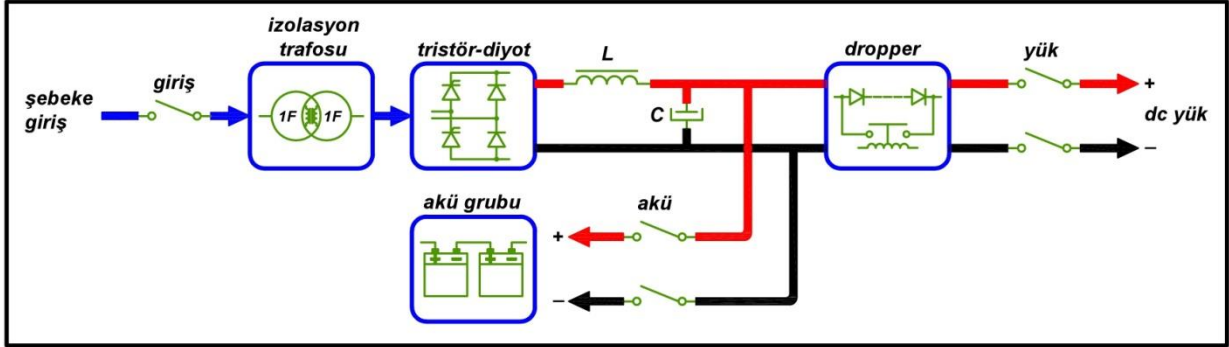 izolasyon
trafosu
tristör-diyot
L
dropper
yük
giriş
şebeke
giriş
1F
1F
C
+
dc yük
–
akü grubu
akü
+
–
+ – + –